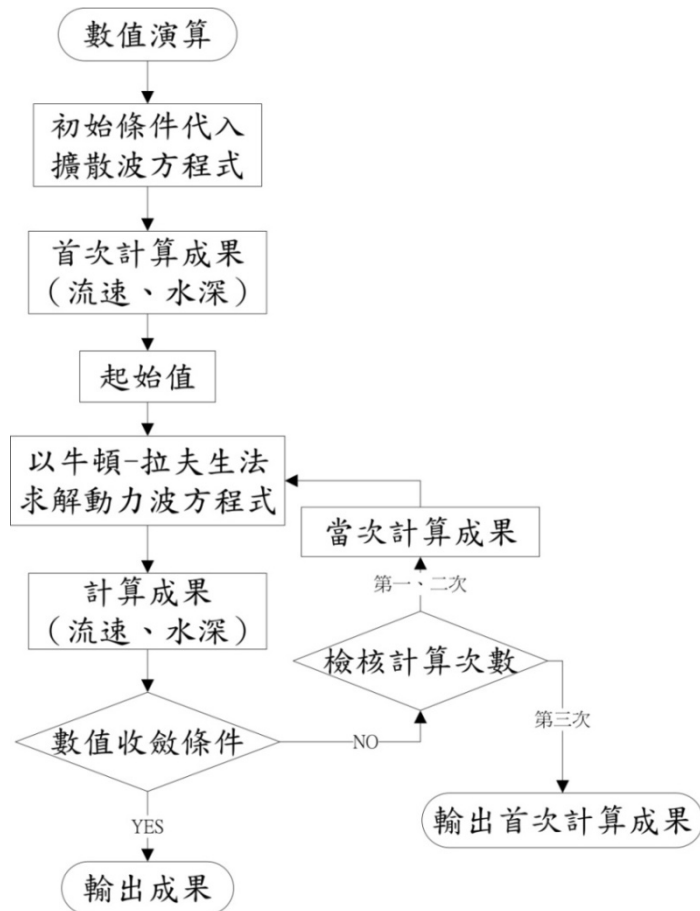 數值演算
初始條件代入
擴散波方程式
首次計算成果
（流速、水深）
起始值
以牛頓-拉夫生法
求解動力波方程式
當次計算成果
第一、二次
計算成果
（流速、水深）
檢核計算次數
第三次
數值收斂條件
NO
YES
輸出首次計算成果
輸出成果